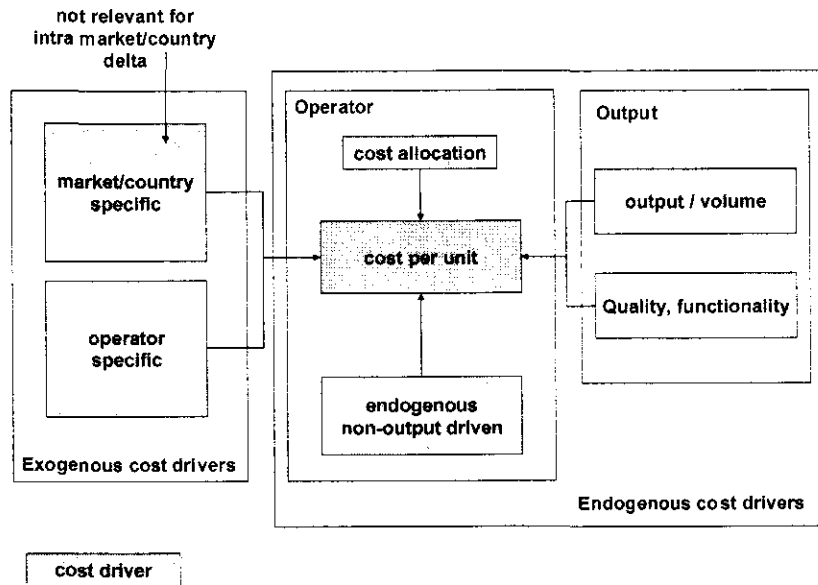 not relevant for
intra market/country
delta
Operator
Output
cost allocation
market/country
specific
output / volume
cost per unit
Quality, functionality
operator
specific
endogenous
non-output driven
Exogenous cost drivers
Endogenous cost drivers
cost driver